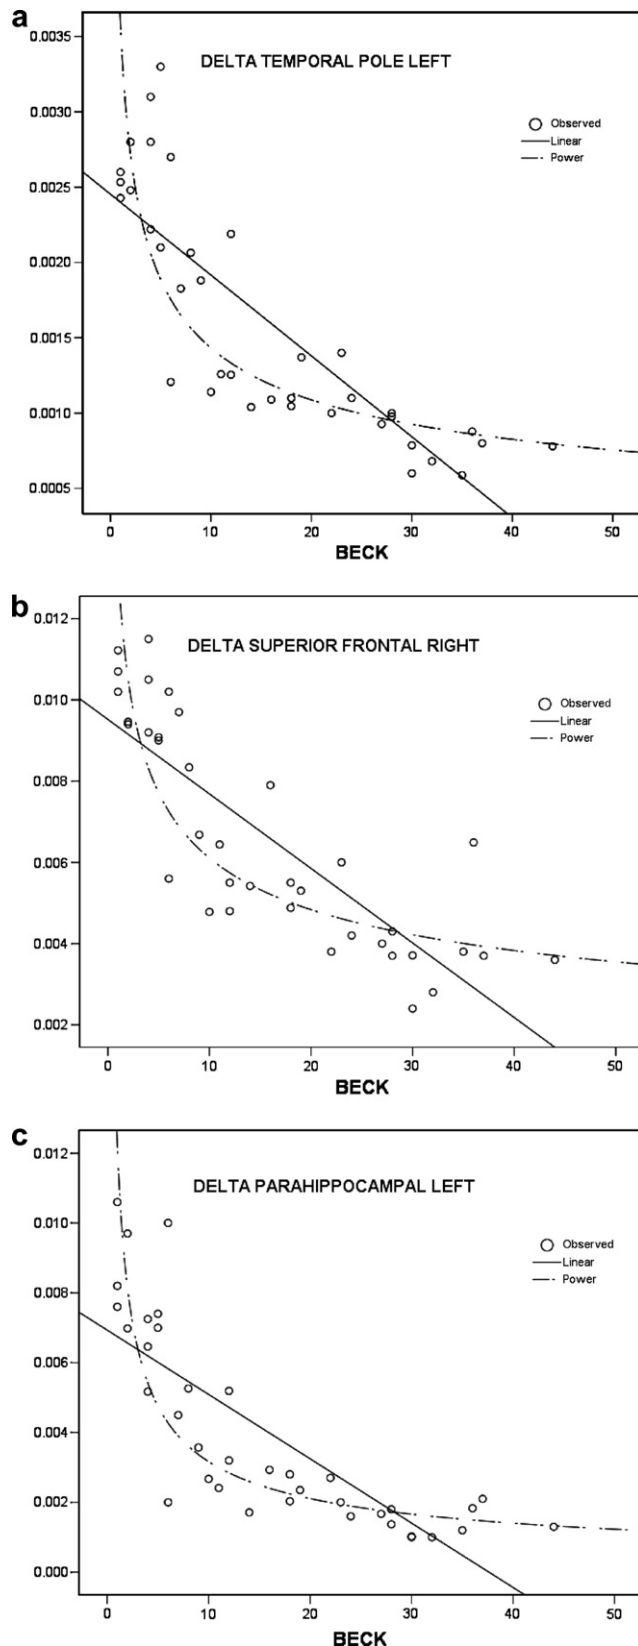 a
DELTA TEMPORAL POLE LEFT
Observed
Linear
Power
0.0035
0.0030
0.0025
0.0020
0.0015
0.0010
0.0005
0 10 20 30 40 50
BECK
b
DELTA SUPERIOR FRONTAL RIGHT
Observed
Linear
Power
0.012
0.010
0.008
0.006
0.004
0.002
0 10 20 30 40 50
BECK
c
DELTA PARAHIPPOCAMPAL LEFT
Observed
Linear
Power
0.012
0.010
0.008
0.006
0.004
0.002
0.000
0 10 20 30 40 50
BECK